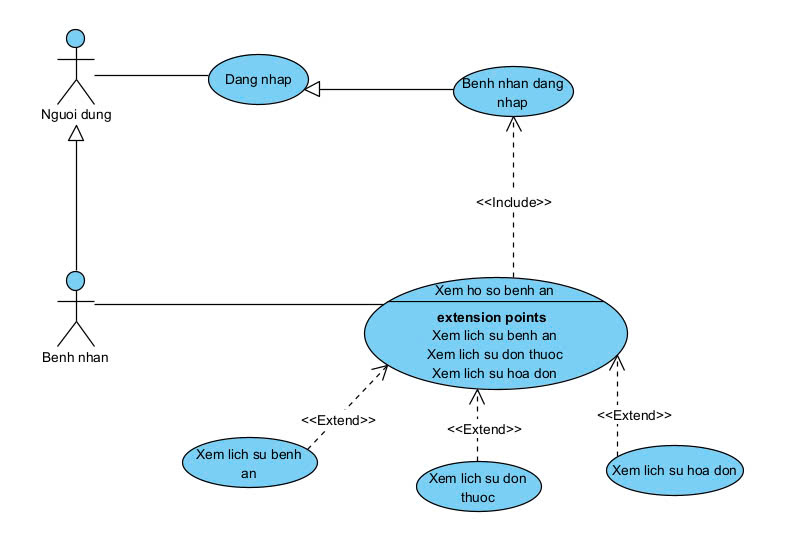 Dang nhap
Benh nhan dang
nhap
Nguoi dung
<<Include>>
Xem ho so benh an
extension points
Xem lich su benh an
Xem lich su don thuoc
Xem lich su hoa don
Benh nhan
<<Extend>>
<<Extend>>
<<Extend>>
Xem lich su benh
an
Xem lich su don
thuoc
Xem lich su hoa don